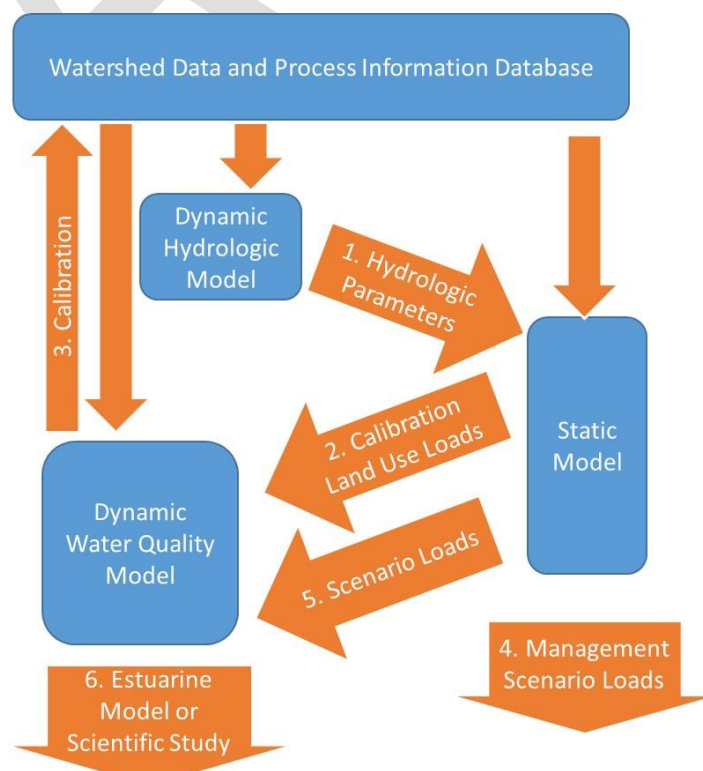 Watershed Data and Process Information Database
Dynamic
Hydrologic
Model
1. Hydrologic
Parameters
3. Calibration
2. Calibration
Land Use Loads
Static
Model
Dynamic
Water Quality
Model
5. Scenario Loads
4. Management
Scenario Loads
6. Estuarine
Model or
Scientific Study